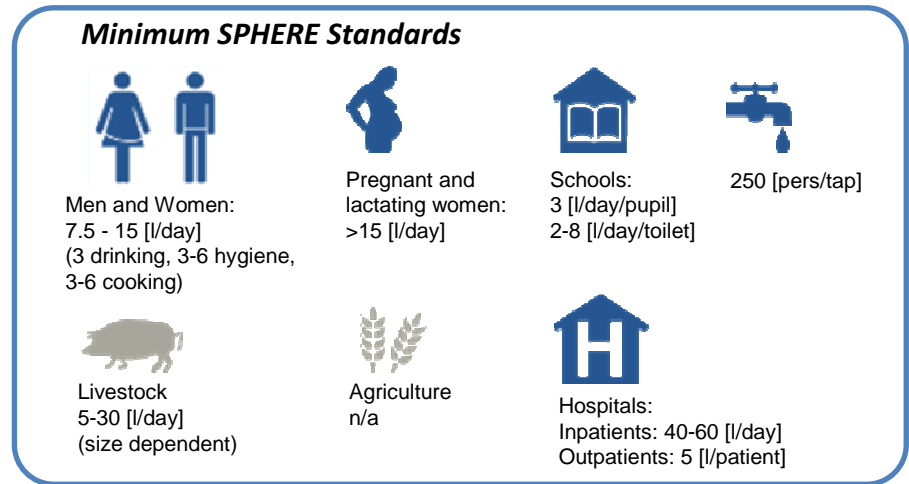 Minimum SPHERE Standards
Men and Women:
7.5 - 15 [l/day]
(3 drinking, 3-6 hygiene,
3-6 cooking)
Pregnant and
lactating women:
>15 [l/day]
Schools:
3 [l/day/pupil]
2-8 [l/day/toilet]
250 [pers/tap]
Livestock
5-30 [l/day]
(size dependent)
Agriculture
n/a
H
Hospitals:
Inpatients: 40-60 [l/day]
Outpatients: 5 [l/patient]